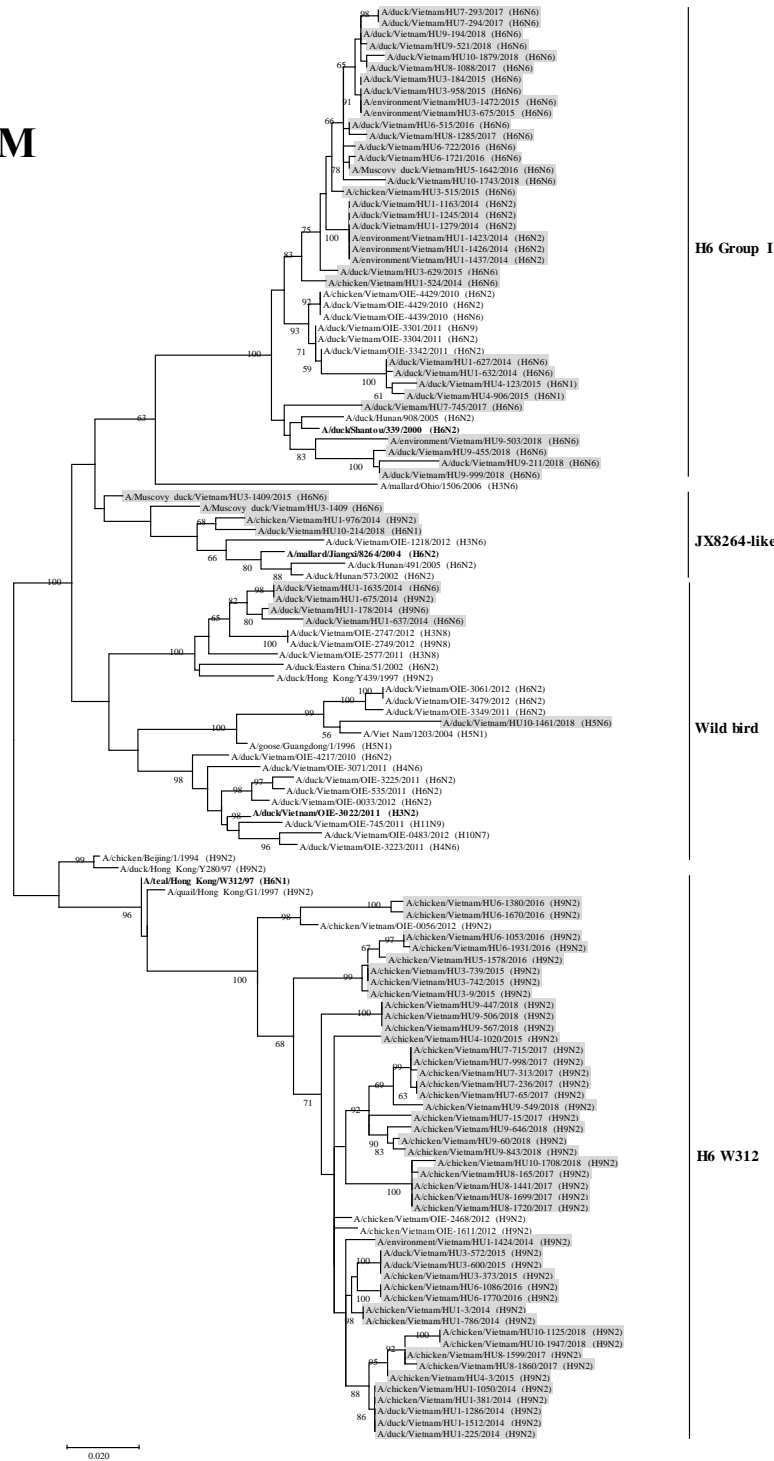 M
A/duck/Vietnam/HU7-293/2017 (H6N6)
A/duck/Vietnam/HU7-294/2017 (H6N6)
A/duck/Vietnam/HU9-194/2018 (H6N6)
A/duck/Vietnam/HU9-521/2018 (H6N6)
A/duck/Vietnam/HU10-1879/2018 (H6N6)
A/duck/Vietnam/HU8-1088/2017 (H6N6)
A/duck/Vietnam/HU3-184/2015 (H6N6)
A/duck/Vietnam/HU3-958/2015 (H6N6)
A/environment/Vietnam/HU3-1472/2015 (H6N6)
A/environment/Vietnam/HU3-675/2015 (H6N6)
A/duck/Vietnam/HU6-515/2016 (H6N6)
A/duck/Vietnam/HU8-1285/2017 (H6N6)
A/duck/Vietnam/HU6-722/2016 (H6N6)
A/duck/Vietnam/HU6-1721/2016 (H6N6)
A/Muscovy duck/Vietnam/HU5-1642/2016 (H6N6)
A/duck/Vietnam/HU10-1743/2018 (H6N6)
A/chicken/Vietnam/HU3-515/2015 (H6N6)
A/duck/Vietnam/HU1-1163/2014 (H6N2)
A/duck/Vietnam/HU1-1245/2014 (H6N2)
A/duck/Vietnam/HU1-1279/2014 (H6N2)
A/environment/Vietnam/HU1-1423/2014 (H6N2)
A/environment/Vietnam/HU1-1426/2014 (H6N2)
A/environment/Vietnam/HU1-1437/2014 (H6N2)
A/duck/Vietnam/HU3-629/2015 (H6N6)
A/chicken/Vietnam/HU1-524/2014 (H6N6)
A/chicken/Vietnam/OIE-4429/2010 (H6N2)
A/duck/Vietnam/OIE-4429/2010 (H6N2)
A/duck/Vietnam/OIE-4439/2010 (H6N6)
A/duck/Vietnam/OIE-3301/2011 (H6N9)
A/duck/Vietnam/OIE-3304/2011 (H6N2)
A/duck/Vietnam/OIE-3342/2011 (H6N2)
A/duck/Vietnam/HU1-627/2014 (H6N6)
A/duck/Vietnam/HU1-632/2014 (H6N6)
A/duck/Vietnam/HU4-123/2015 (H6N1)
A/duck/Vietnam/HU4-906/2015 (H6N1)
A/duck/Vietnam/HU7-745/2017 (H6N6)
A/duck/Hunan/908/2005 (H6N2)
A/duck/Shantou/339/2000 (H6N2)
A/environment/Vietnam/HU9-503/2018 (H6N6)
A/duck/Vietnam/HU9-455/2018 (H6N6)
A/duck/Vietnam/HU9-211/2018 (H6N6)
A/duck/Vietnam/HU9-999/2018 (H6N6)
A/mallard/Ohio/1506/2006 (H3N6)
H6 Group I
98
65
91
66
78
75
100
83
92
93
71
59
100
61
100
83
100
63
A/Muscovy duck/Vietnam/HU3-1409/2015 (H6N6)
A/Muscovy duck/Vietnam/HU3-1409 (H6N6)
A/chicken/Vietnam/HU1-976/2014 (H9N2)
A/duck/Vietnam/HU10-214/2018 (H6N1)
A/duck/Vietnam/OIE-1218/2012 (H3N6)
A/mallard/Jiangxi/8264/2004 (H6N2)
A/duck/Hunan/491/2005 (H6N2)
A/duck/Hunan/573/2002 (H6N2)
JX8264-like
68
66
80
88
100
A/duck/Vietnam/HU1-1635/2014 (H6N6)
A/duck/Vietnam/HU1-675/2014 (H9N2)
A/duck/Vietnam/HU1-178/2014 (H9N6)
A/duck/Vietnam/HU1-637/2014 (H6N6)
A/duck/Vietnam/OIE-2747/2012 (H3N8)
A/duck/Vietnam/OIE-2749/2012 (H9N8)
A/duck/Vietnam/OIE-2577/2011 (H3N8)
A/duck/Eastern China/51/2002 (H6N2)
A/duck/Hong Kong/Y439/1997 (H9N2)
A/duck/Vietnam/OIE-3061/2012 (H6N2)
A/duck/Vietnam/OIE-3479/2012 (H6N2)
A/duck/Vietnam/OIE-3349/2011 (H6N2)
A/duck/Vietnam/HU10-1461/2018 (H5N6)
A/Viet Nam/1203/2004 (H5N1)
A/goose/Guangdong/1/1996 (H5N1)
A/duck/Vietnam/OIE-4217/2010 (H6N2)
A/duck/Vietnam/OIE-3071/2011 (H4N6)
A/duck/Vietnam/OIE-3225/2011 (H6N2)
A/duck/Vietnam/OIE-535/2011 (H6N2)
A/duck/Vietnam/OIE-0033/2012 (H6N2)
A/duck/Vietnam/OIE-3022/2011 (H3N2)
A/duck/Vietnam/OIE-745/2011 (H11N9)
A/duck/Vietnam/OIE-0483/2012 (H10N7)
A/duck/Vietnam/OIE-3223/2011 (H4N6)
Wild bird
98
82
80
65
100
100
100
99
56
100
98
97
98
98
96
A/chicken/Beijing/1/1994 (H9N2)
A/duck/Hong Kong/Y280/97 (H9N2)
A/teal/Hong Kong/W312/97 (H6N1)
A/quail/Hong Kong/G1/1997 (H9N2)
A/chicken/Vietnam/HU6-1380/2016 (H9N2)
A/chicken/Vietnam/HU6-1670/2016 (H9N2)
A/chicken/Vietnam/OIE-0056/2012 (H9N2)
A/chicken/Vietnam/HU6-1053/2016 (H9N2)
A/chicken/Vietnam/HU6-1931/2016 (H9N2)
A/chicken/Vietnam/HU5-1578/2016 (H9N2)
A/chicken/Vietnam/HU3-739/2015 (H9N2)
A/chicken/Vietnam/HU3-742/2015 (H9N2)
A/chicken/Vietnam/HU3-9/2015 (H9N2)
A/chicken/Vietnam/HU9-447/2018 (H9N2)
A/chicken/Vietnam/HU9-506/2018 (H9N2)
A/chicken/Vietnam/HU9-567/2018 (H9N2)
A/chicken/Vietnam/HU4-1020/2015 (H9N2)
A/chicken/Vietnam/HU7-715/2017 (H9N2)
A/chicken/Vietnam/HU7-998/2017 (H9N2)
A/chicken/Vietnam/HU7-313/2017 (H9N2)
A/chicken/Vietnam/HU7-236/2017 (H9N2)
A/chicken/Vietnam/HU7-65/2017 (H9N2)
A/chicken/Vietnam/HU9-549/2018 (H9N2)
A/chicken/Vietnam/HU7-15/2017 (H9N2)
A/chicken/Vietnam/HU9-646/2018 (H9N2)
A/chicken/Vietnam/HU9-60/2018 (H9N2)
A/chicken/Vietnam/HU9-843/2018 (H9N2)
A/chicken/Vietnam/HU10-1708/2018 (H9N2)
A/chicken/Vietnam/HU8-165/2017 (H9N2)
A/chicken/Vietnam/HU8-1441/2017 (H9N2)
A/chicken/Vietnam/HU8-1699/2017 (H9N2)
A/chicken/Vietnam/HU8-1720/2017 (H9N2)
A/chicken/Vietnam/OIE-2468/2012 (H9N2)
A/chicken/Vietnam/OIE-1611/2012 (H9N2)
A/environment/Vietnam/HU1-1424/2014 (H9N2)
A/duck/Vietnam/HU3-572/2015 (H9N2)
A/duck/Vietnam/HU3-600/2015 (H9N2)
A/chicken/Vietnam/HU3-373/2015 (H9N2)
A/chicken/Vietnam/HU6-1086/2016 (H9N2)
A/chicken/Vietnam/HU6-1770/2016 (H9N2)
A/chicken/Vietnam/HU1-3/2014 (H9N2)
A/chicken/Vietnam/HU1-786/2014 (H9N2)
A/chicken/Vietnam/HU10-1125/2018 (H9N2)
A/chicken/Vietnam/HU10-1947/2018 (H9N2)
A/chicken/Vietnam/HU8-1599/2017 (H9N2)
A/chicken/Vietnam/HU8-1860/2017 (H9N2)
A/chicken/Vietnam/HU4-3/2015 (H9N2)
A/chicken/Vietnam/HU1-1050/2014 (H9N2)
A/chicken/Vietnam/HU1-381/2014 (H9N2)
A/duck/Vietnam/HU1-1286/2014 (H9N2)
A/duck/Vietnam/HU1-1512/2014 (H9N2)
A/duck/Vietnam/HU1-225/2014 (H9N2)
H6 W312
99
96
100
98
97
67
99
100
68
100
71
99
69
63
92
90
83
100
100
100
98
100
92
95
88
86
0.020